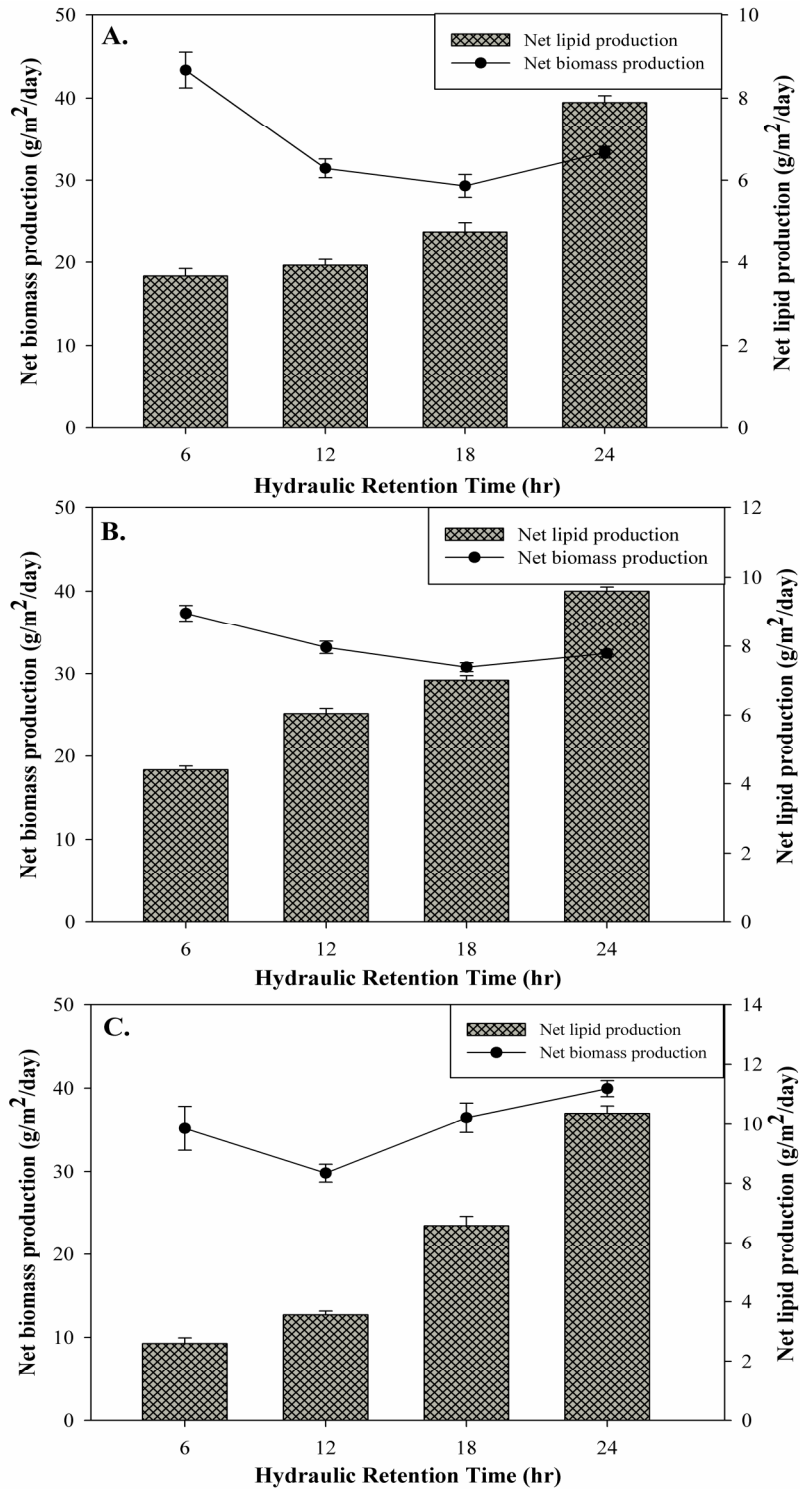 A.
Net lipid production
Net biomass production
Net biomass production (g/m²/day)
50
40
30
20
10
0
Net lipid production (g/m²/day)
10
8
6
4
2
0
6 12 18 24
Hydraulic Retention Time (hr)
B.
Net lipid production
Net biomass production
Net biomass production (g/m²/day)
50
40
30
20
10
0
Net lipid production (g/m²/day)
12
10
8
6
4
2
0
6 12 18 24
Hydraulic Retention Time (hr)
C.
Net lipid production
Net biomass production
Net biomass production (g/m²/day)
50
40
30
20
10
0
Net lipid production (g/m²/day)
14
12
10
8
6
4
2
0
6 12 18 24
Hydraulic Retention Time (hr)